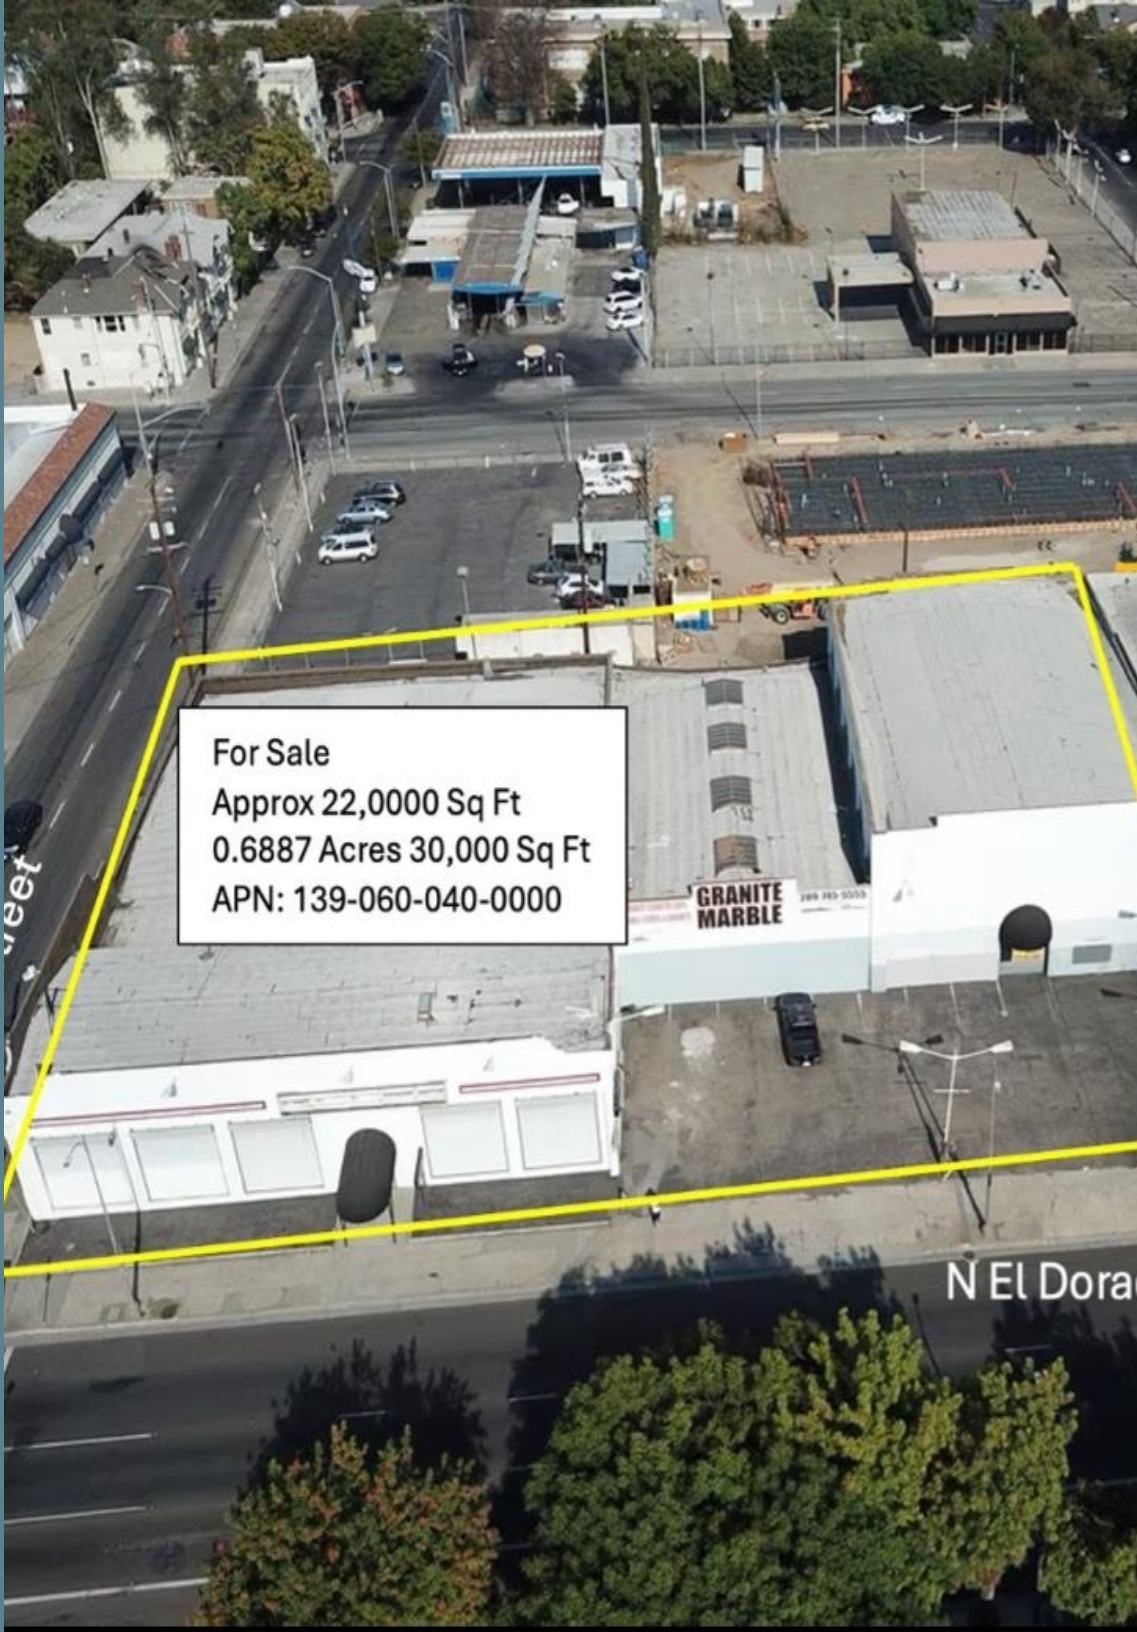 For Sale
Approx 22,0000 Sq Ft
0.6887 Acres 30,000 Sq Ft
APN: 139-060-040-0000
GRANITE
MARBLE
N El Dora
reet